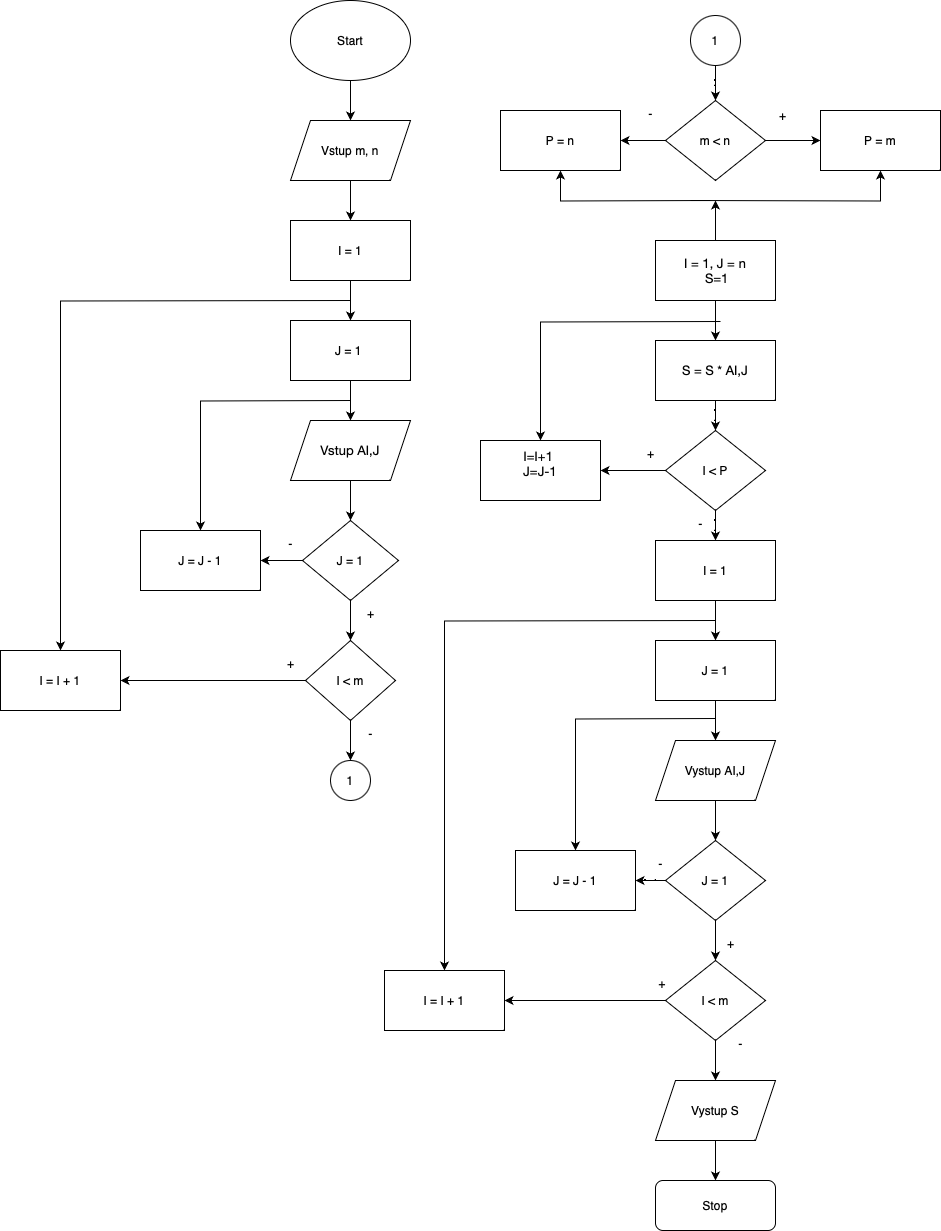 Start
Vstup m, n
I = 1
J = 1
Vstup AI,J
J = 1
-
J = J - 1
+
I < m
+
I = I + 1
-
1
1
m < n
-
P = n
+
P = m
I = 1, J = n
S=1
S = S * AI,J
I < P
+
I=I+1
J=J-1
-
I = 1
J = 1
Vystup AI,J
J = 1
-
J = J - 1
+
I < m
+
I = I + 1
-
Vystup S
Stop